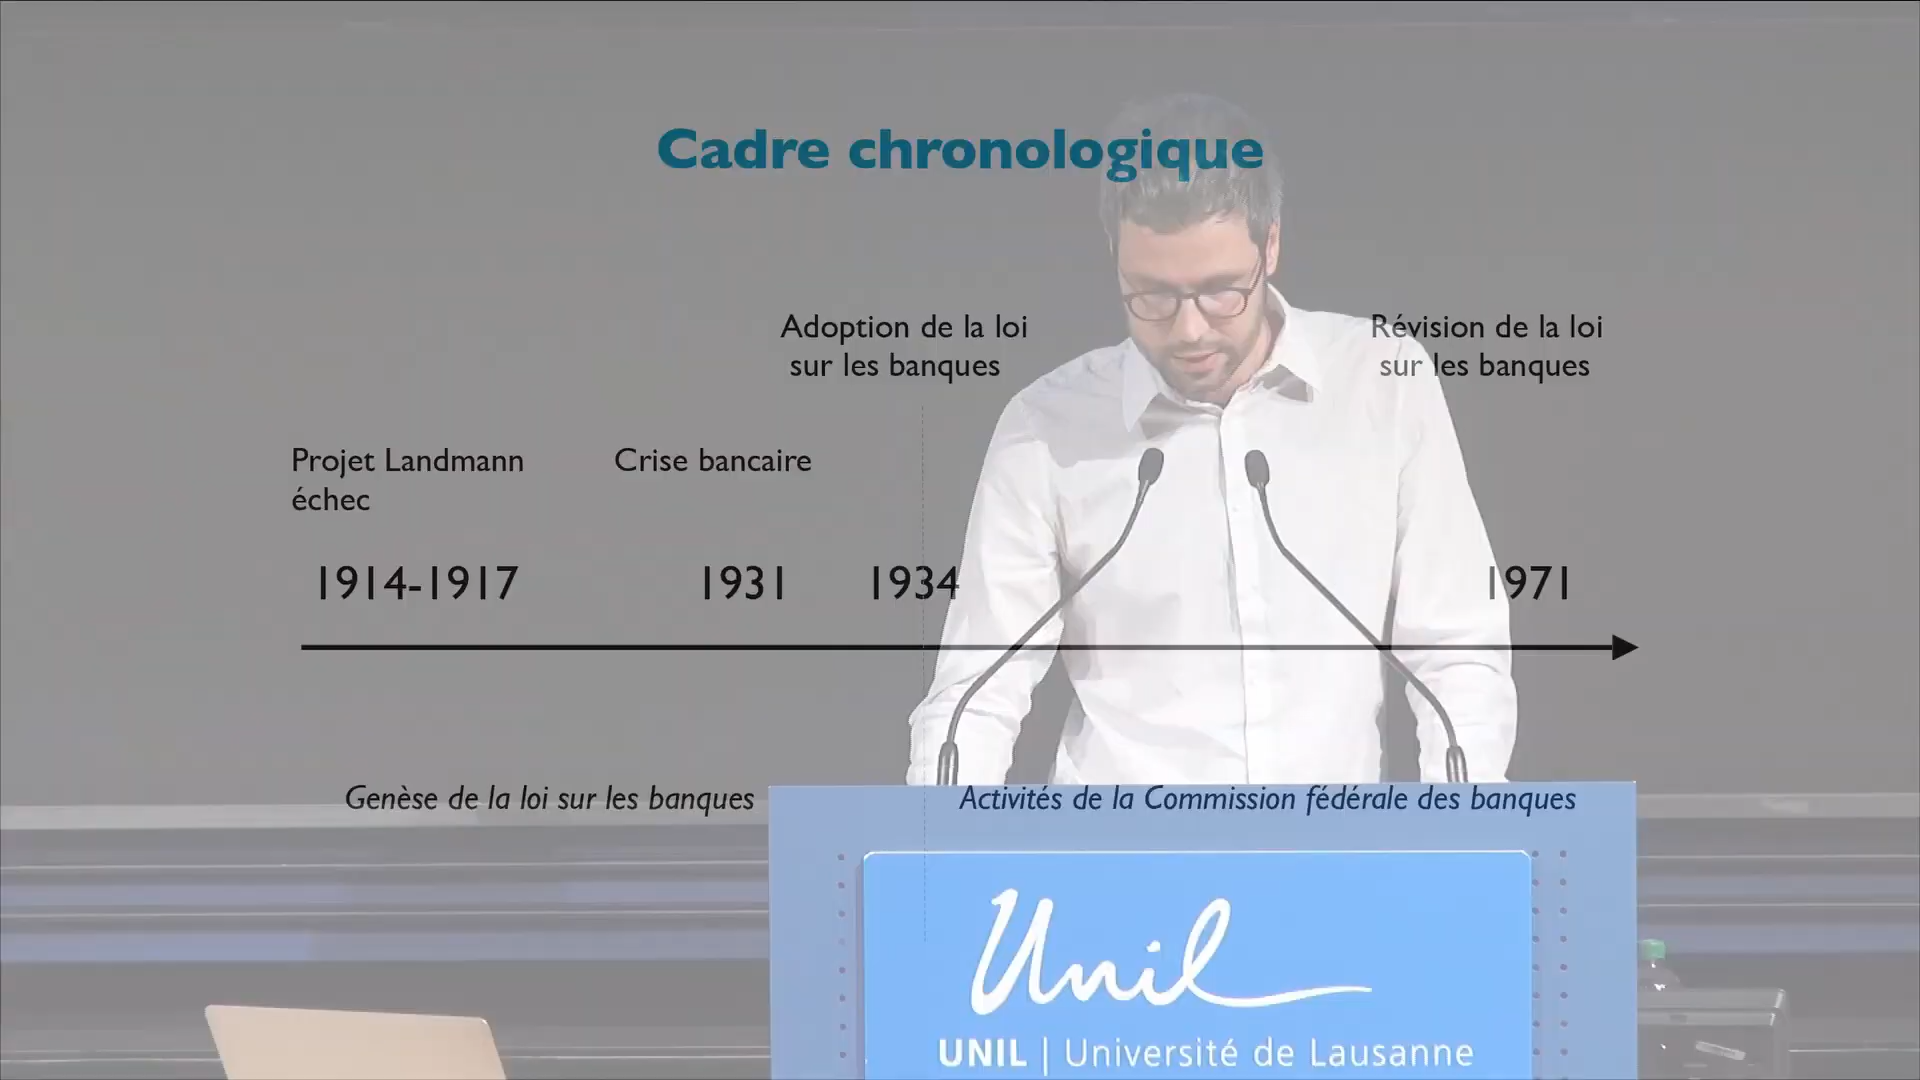 Cadre chronologique
Adoption de la loi
sur les banques
Révision de la loi
sur les banques
Projet Landmann
échec
Crise bancaire
1914-1917
1931
1934
1971
Genèse de la loi sur les banques
Activités de la Commission fédérale des banques
Unil
UNIL | Université de Lausanne